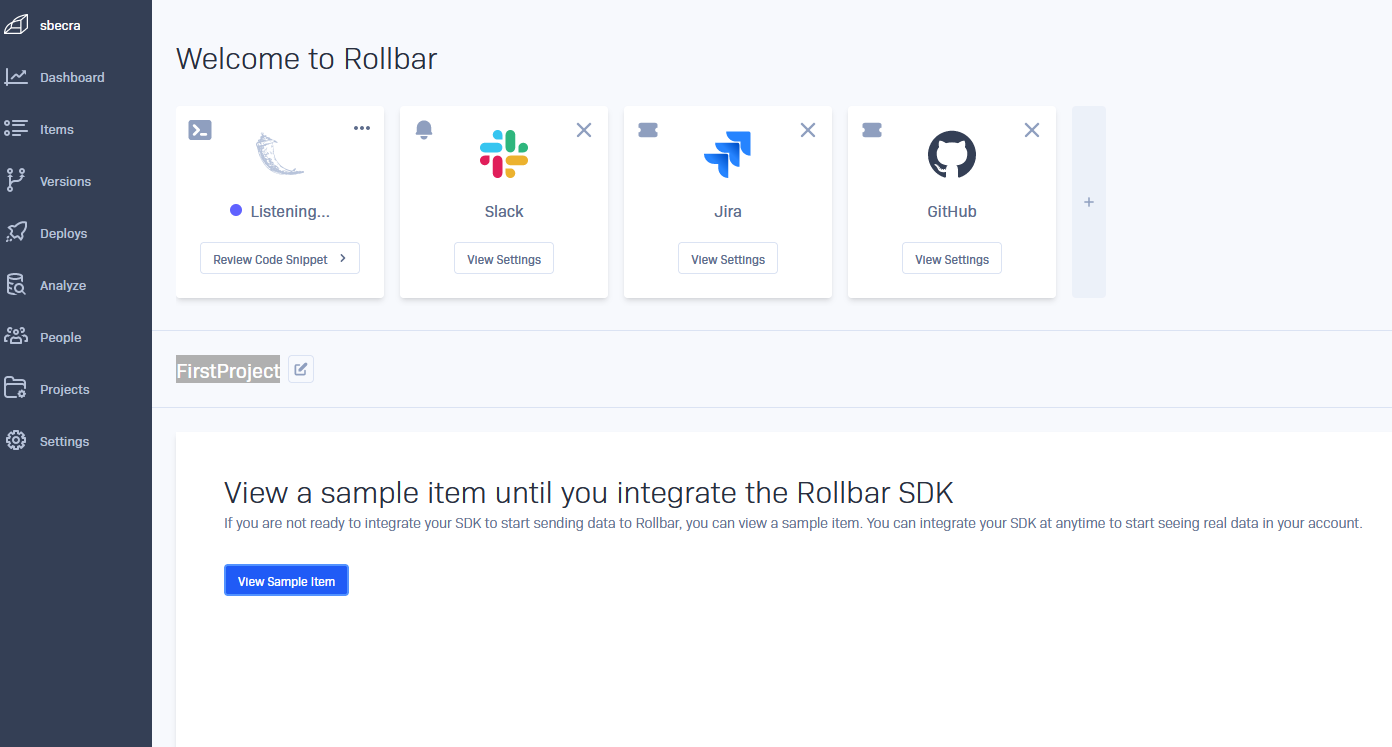 sbecra
Dashboard
Items
Versions
Deploys
Analyze
People
Projects
Settings
Welcome to Rollbar
Listening...
Review Code Snippet
Slack
View Settings
Jira
View Settings
GitHub
View Settings
+
FirstProject
View a sample item until you integrate the Rollbar SDK
If you are not ready to integrate your SDK to start sending data to Rollbar, you can view a sample item. You can integrate your SDK at anytime to start seeing real data in your account.
View Sample Item